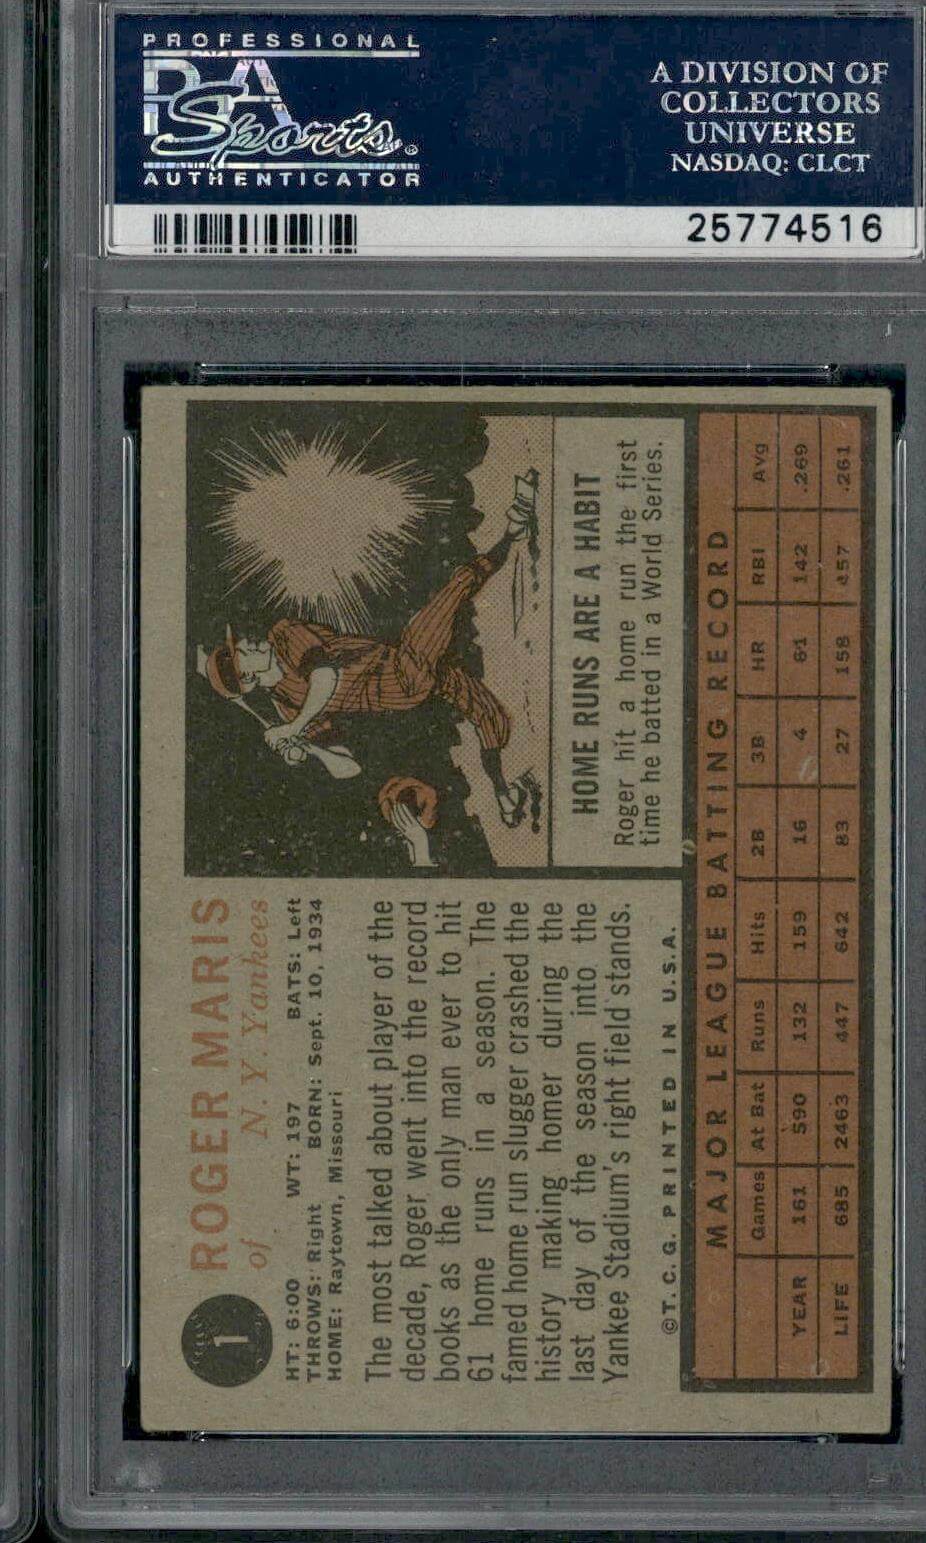 PROFESSIONAL
PSA
Sports®
AUTHENTICATOR
A DIVISION OF
COLLECTORS
UNIVERSE
NASDAQ: CLCT
25774516
1
ROGER MARIS
of N. Y. Yankees
HT: 6:00 WT: 197 BATS: Left
THROWS: Right BORN: Sept. 10, 1934
HOME: Raytown, Missouri
The most talked about player of the
decade, Roger went into the record
books as the only man ever to hit
61 home runs in a season. The
famed home run slugger crashed the
history making homer during the
last day of the season into the
Yankee Stadium's right field stands.
©T. C. G. PRINTED IN U.S.A.
HOME RUNS ARE A HABIT
Roger hit a home run the first
time he batted in a World Series.
MAJOR LEAGUE BATTING RECORD
Games At Bat Runs Hits 2B 3B HR RBI Avg
YEAR 161 590 132 159 16 4 61 142 .269
LIFE 685 2463 447 642 83 27 158 457 .261